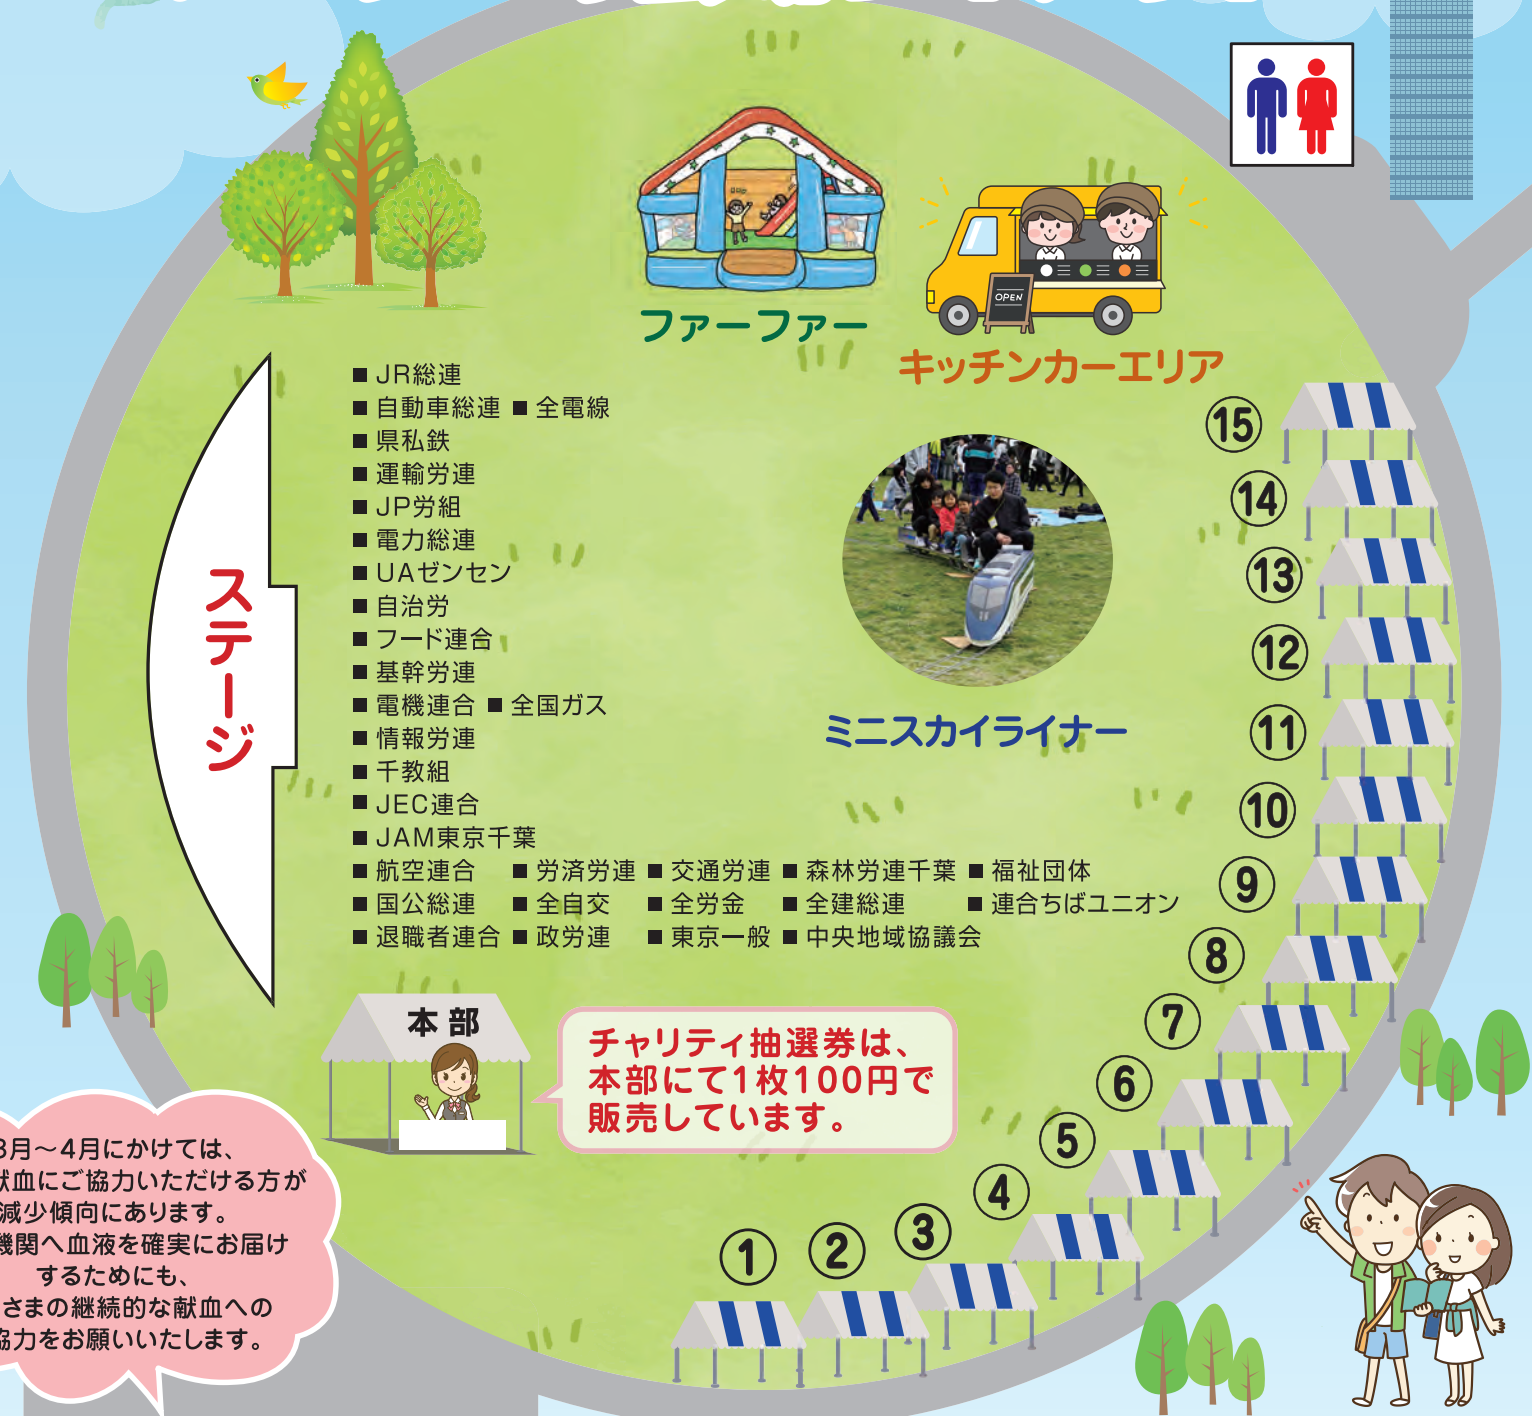 ファーファー
OPEN
キッチンカーエリア
ステージ
■ JR総連
■ 自動車総連 ■ 全電線
■ 県私鉄
■ 運輸労連
■ JP労組
■ 電力総連
■ UAゼンセン
■ 自治労
■ フード連合
■ 基幹労連
■ 電機連合 ■ 全国ガス
■ 情報労連
■ 千教組
■ JEC連合
■ JAM東京千葉
■ 航空連合 ■ 労済労連 ■ 交通労連 ■ 森林労連千葉 ■ 福祉団体
■ 国公総連 ■ 全自交 ■ 全労金 ■ 全建総連 ■ 連合ちばユニオン
■ 退職者連合 ■ 政労連 ■ 東京一般 ■ 中央地域協議会
ミニスカイライナー
⑮
⑭
⑬
⑫
⑪
⑩
⑨
⑧
⑦
⑥
⑤
④
③
②
①
本部
チャリティ抽選券は、
本部にて1枚100円で
販売しています。
3月～4月にかけては、
献血にご協力いただける方が
減少傾向にあります。
機関へ血液を確実にお届け
するためにも、
さまの継続的な献血への
協力をお願いいたします。